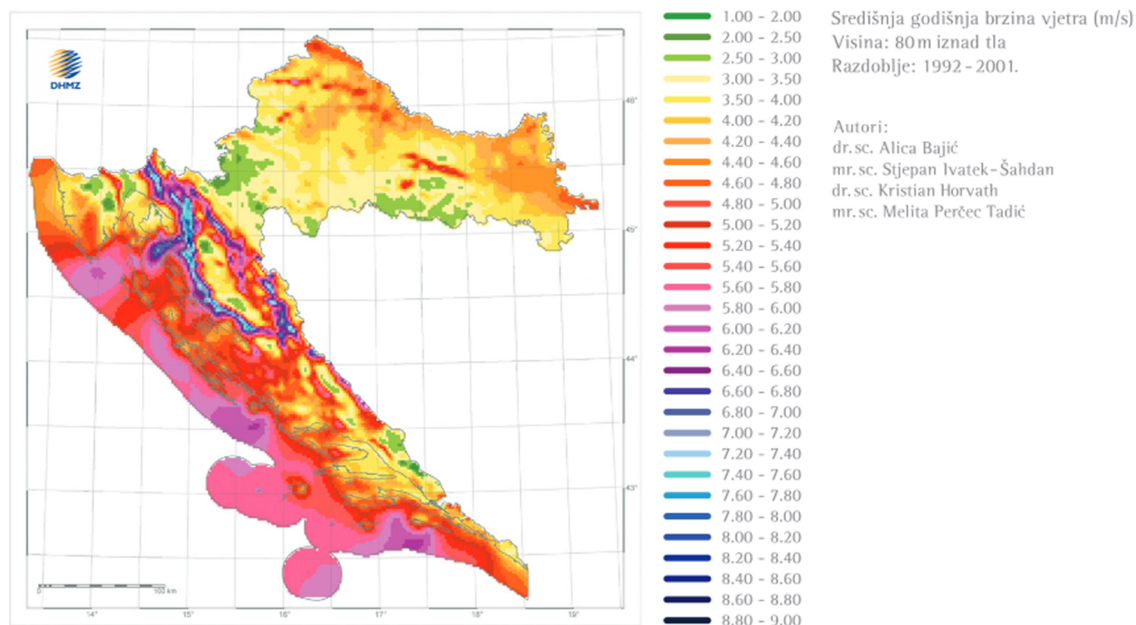 DHMZ
46°
45°
44°
43°
14°
15°
16°
17°
18°
19°
0
100 km
1.00 - 2.00
2.00 - 2.50
2.50 - 3.00
3.00 - 3.50
3.50 - 4.00
4.00 - 4.20
4.20 - 4.40
4.40 - 4.60
4.60 - 4.80
4.80 - 5.00
5.00 - 5.20
5.20 - 5.40
5.40 - 5.60
5.60 - 5.80
5.80 - 6.00
6.00 - 6.20
6.20 - 6.40
6.40 - 6.60
6.60 - 6.80
6.80 - 7.00
7.00 - 7.20
7.20 - 7.40
7.40 - 7.60
7.60 - 7.80
7.80 - 8.00
8.00 - 8.20
8.20 - 8.40
8.40 - 8.60
8.60 - 8.80
8.80 - 9.00
Središnja godišnja brzina vjetra (m/s)
Visina: 80 m iznad tla
Razdoblje: 1992 - 2001.
Autori:
dr. sc. Alica Bajić
mr. sc. Stjepan Ivatek-Šahdan
dr. sc. Kristian Horvath
mr. sc. Melita Perčec Tadić